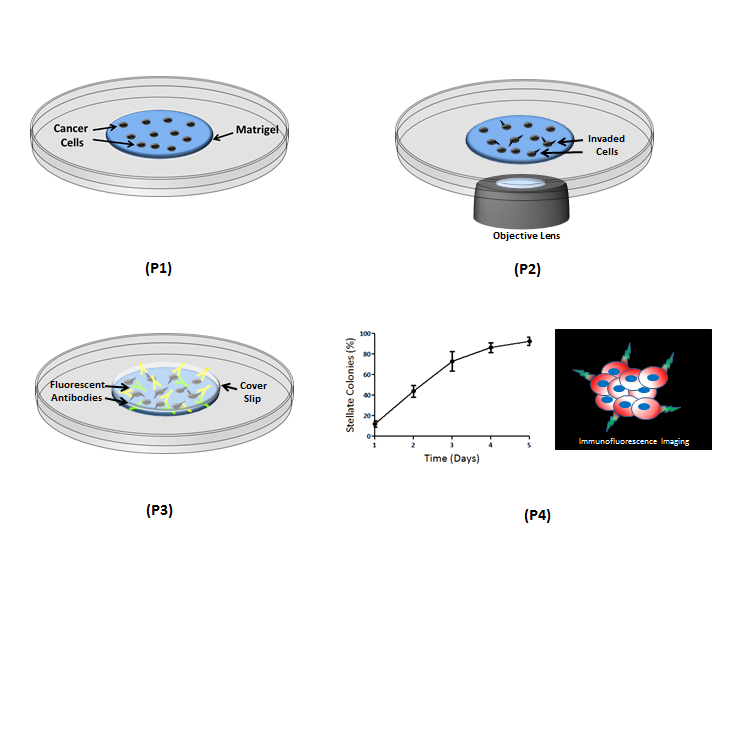 Cancer
Cells
Matrigel
(P1)
Invaded
Cells
Objective Lens
(P2)
Fluorescent
Antibodies
Cover
Slip
(P3)
Stellate Colonies (%)
100
80
60
40
20
0
1 2 3 4 5
Time (Days)
Immunofluorescence Imaging
(P4)